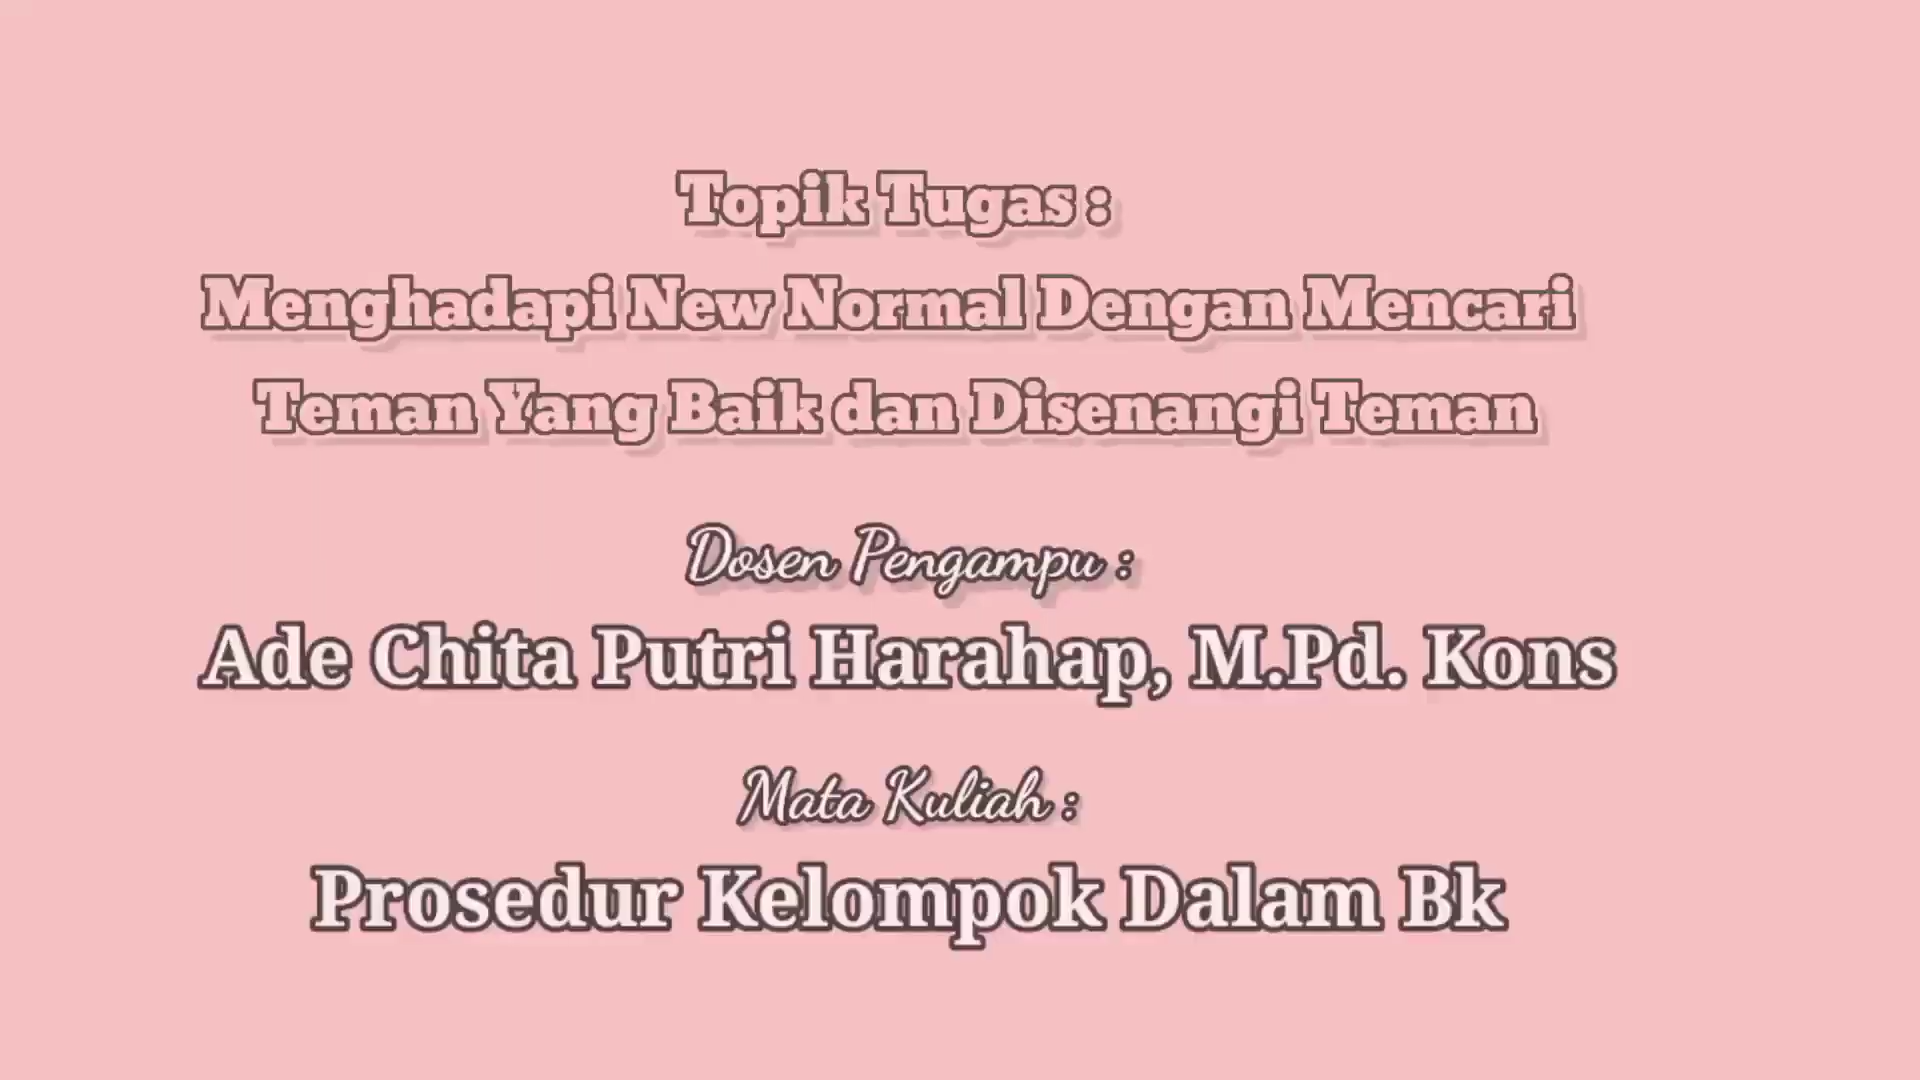 Topik Tugas :
Menghadapi New Normal Dengan Mencari
Teman Yang Baik dan Disenangi Teman
Dosen Pengampu :
Ade Chita Putri Harahap, M.Pd. Kons
Mata Kuliah :
Prosedur Kelompok Dalam Bk